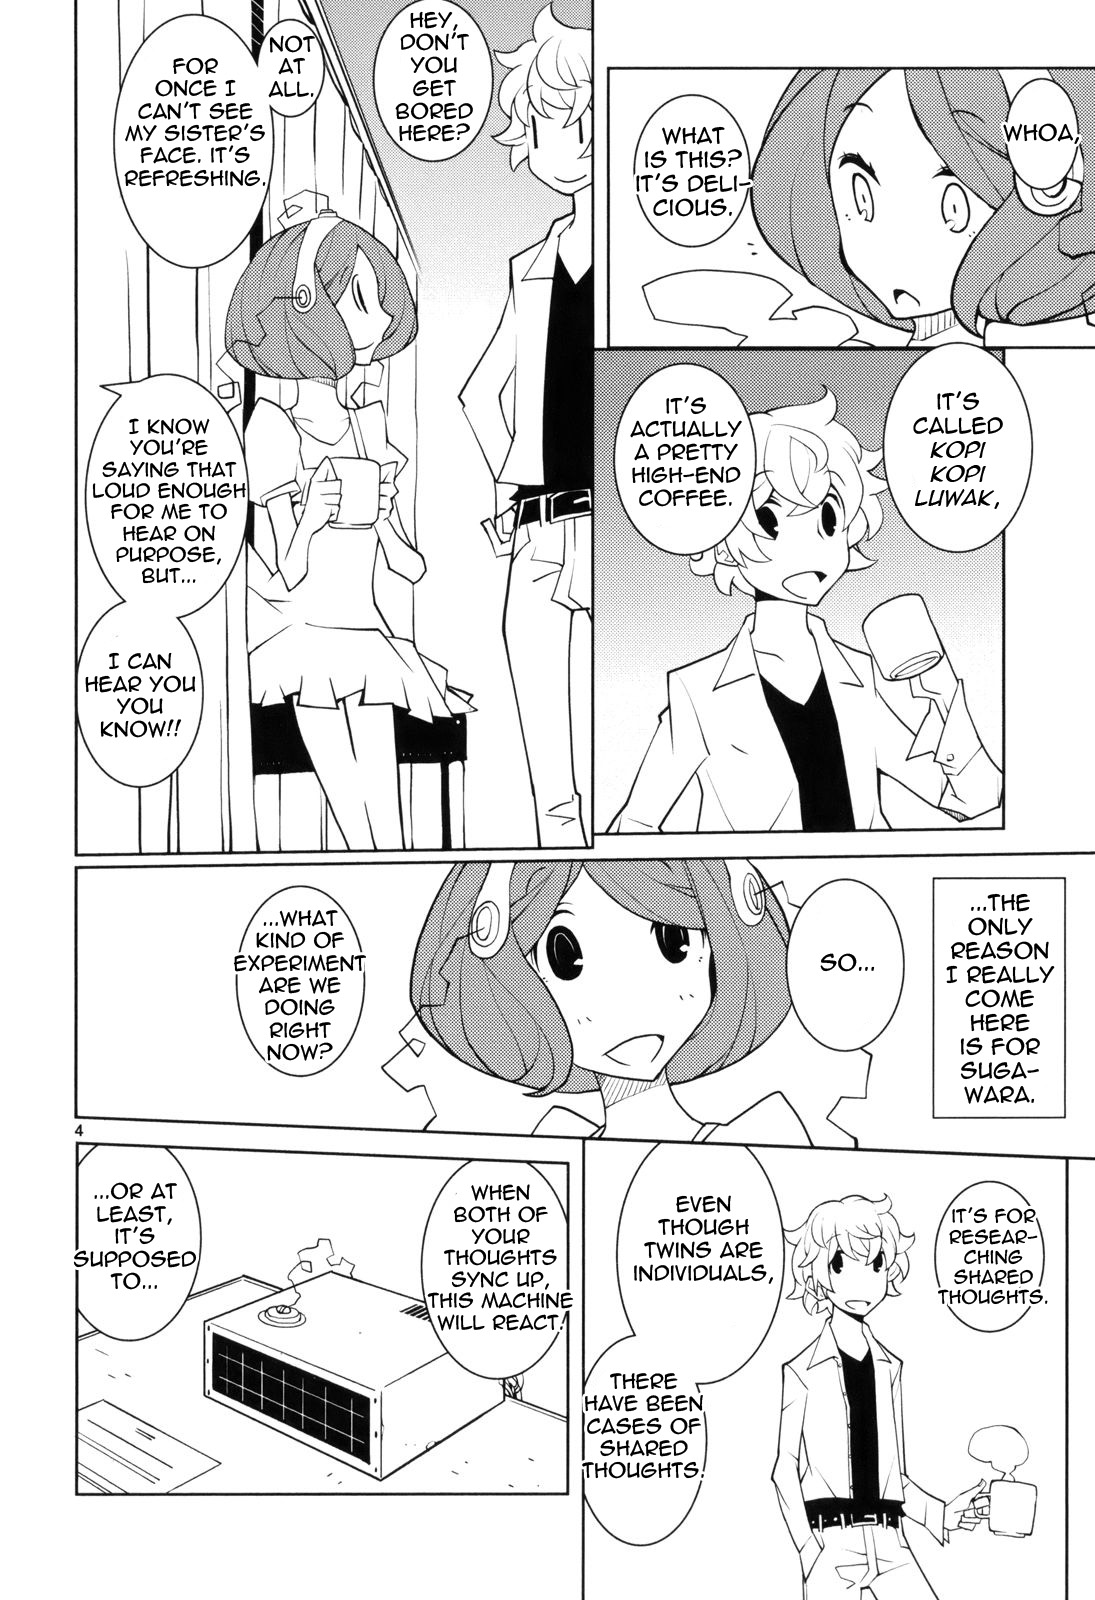 WHOA,
WHAT
IS THIS?
IT'S DELI-
CIOUS.
IT'S
CALLED
KOPI
KOPI
LUWAK,
IT'S
ACTUALLY
A PRETTY
HIGH-END
COFFEE.
HEY,
DON'T
YOU
GET
BORED
HERE?
NOT
AT
ALL.
FOR
ONCE I
CAN'T SEE
MY SISTER'S
FACE. IT'S
REFRESHING.
I KNOW
YOU'RE
SAYING THAT
LOUD ENOUGH
FOR ME TO
HEAR ON
PURPOSE,
BUT...
I CAN
HEAR YOU
YOU
KNOW!!
...THE
ONLY
REASON
I REALLY
COME
HERE
IS FOR
SUGA-
WARA.
SO...
...WHAT
KIND OF
EXPERIMENT
ARE WE
DOING
RIGHT
NOW?
4
IT'S FOR
RESEAR-
CHING
SHARED
THOUGHTS.
EVEN
THOUGH
TWINS ARE
INDIVIDUALS,
THERE
HAVE BEEN
CASES OF
SHARED
THOUGHTS.
WHEN
BOTH OF
YOUR
THOUGHTS
SYNC UP,
THIS MACHINE
WILL REACT.
...OR AT
LEAST,
IT'S
SUPPOSED
TO...